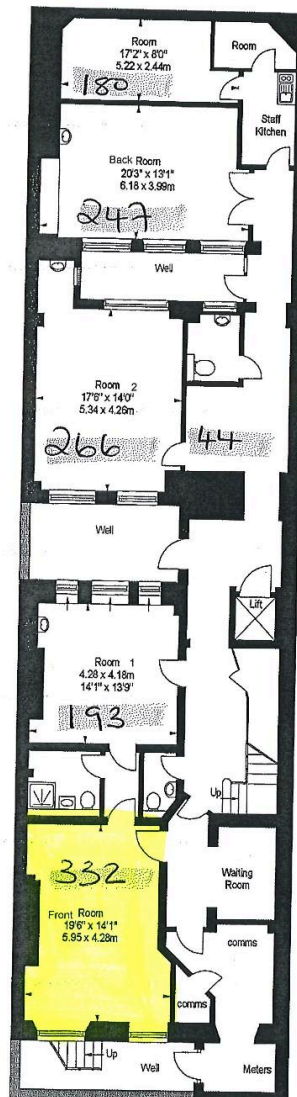 Room
17'2" x 8'0"
5.22 x 2.44m
180
Room
Staff
Kitchen
Back Room
20'3" x 13'1"
6.18 x 3.99m
247
Well
Room 2
17'6" x 14'0"
5.34 x 4.26m
266
44
Well
Lift
Room 1
4.28 x 4.18m
14'1" x 13'9"
193
Up
332
Front Room
19'6" x 14'1"
5.95 x 4.28m
Waiting
Room
comms
comms
Up
Well
Meters